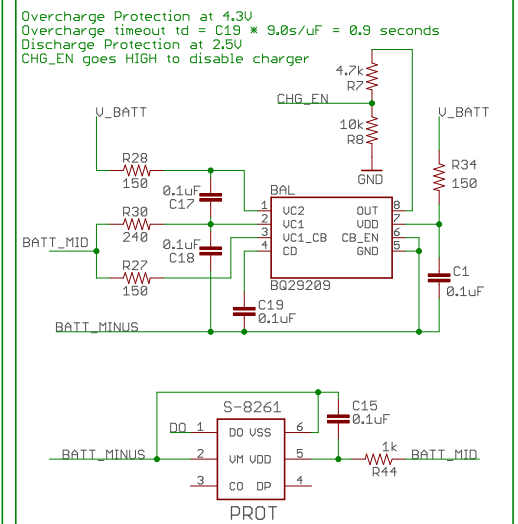 Overcharge Protection at 4.3V
Overcharge timeout td = C19 * 9.0s/uF = 0.9 seconds
Discharge Protection at 2.5V
CHG_EN goes HIGH to disable charger
4.7k
R7
CHG_EN
10k
R8
GND
V_BATT
V_BATT
R28
150
0.1uF
C17
R34
150
BAL
R30
240
1 VC2 OUT 8
2 VC1 VDD 7
3 VC1_CB CB_EN 6
4 CD GND 5
BATT_MID
0.1uF
C18
R27
150
BQ29209
C1
0.1uF
C19
0.1uF
BATT_MINUS
S-8261
C15
0.1uF
DO 1 DO VSS 6
BATT_MINUS 2 VM VDD 5
1k
R44
BATT_MID
3 CO DP 4
PROT